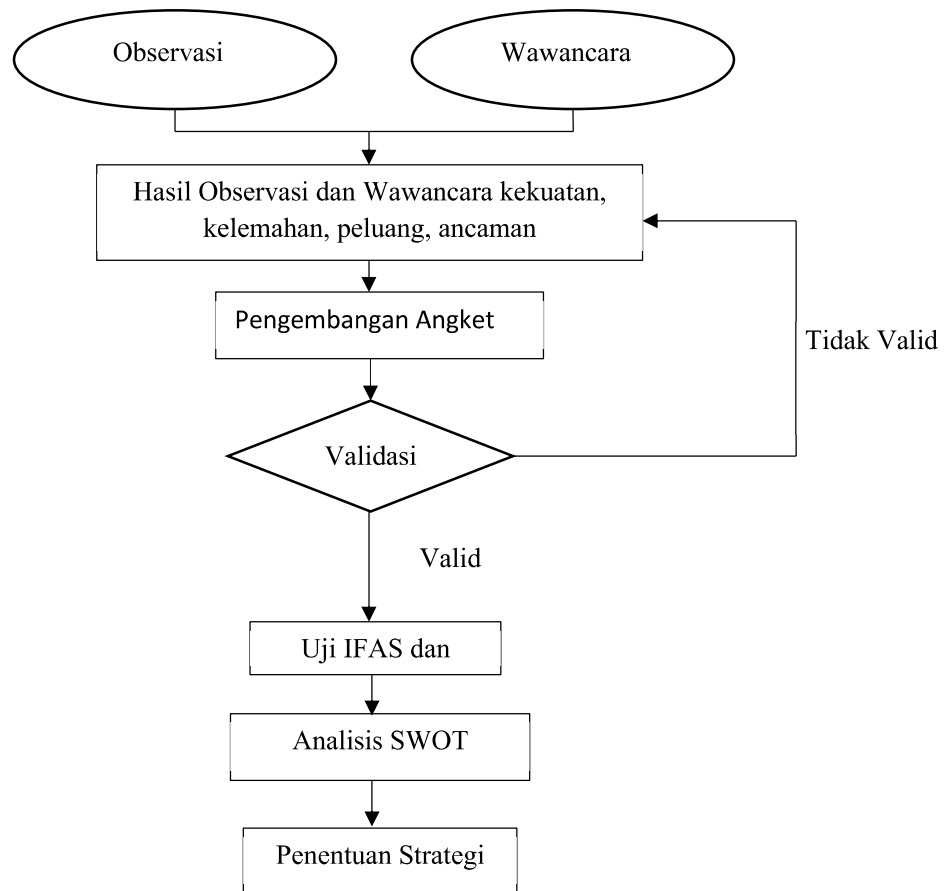 Observasi
Wawancara
Hasil Observasi dan Wawancara kekuatan,
kelemahan, peluang, ancaman
Pengembangan Angket
Tidak Valid
Validasi
Valid
Uji IFAS dan
Analisis SWOT
Penentuan Strategi